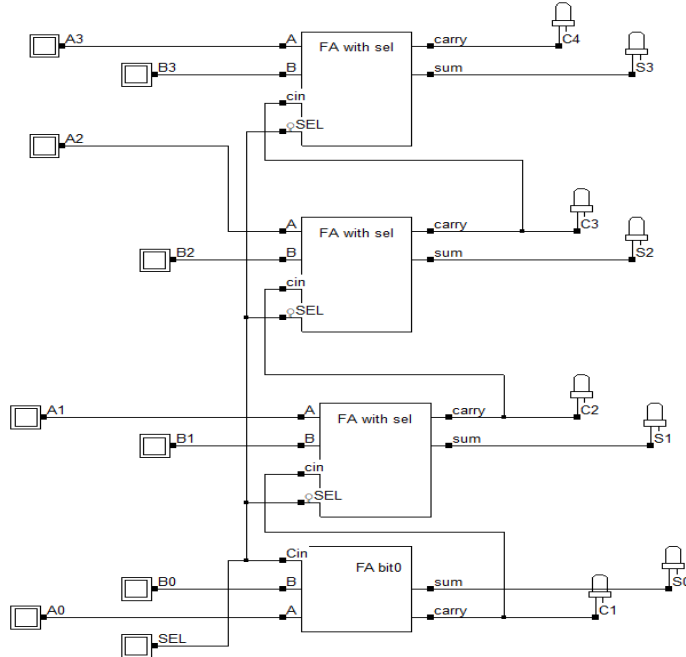 A3 A FA with sel carry C4
B3 B sum S3
cin
SEL
A2
A FA with sel carry C3
B2 B sum S2
cin
SEL
A1 A FA with sel carry C2
B1 B sum S1
cin
SEL
Cin FA bit0
B0 B sum S0
A0 A carry C1
SEL